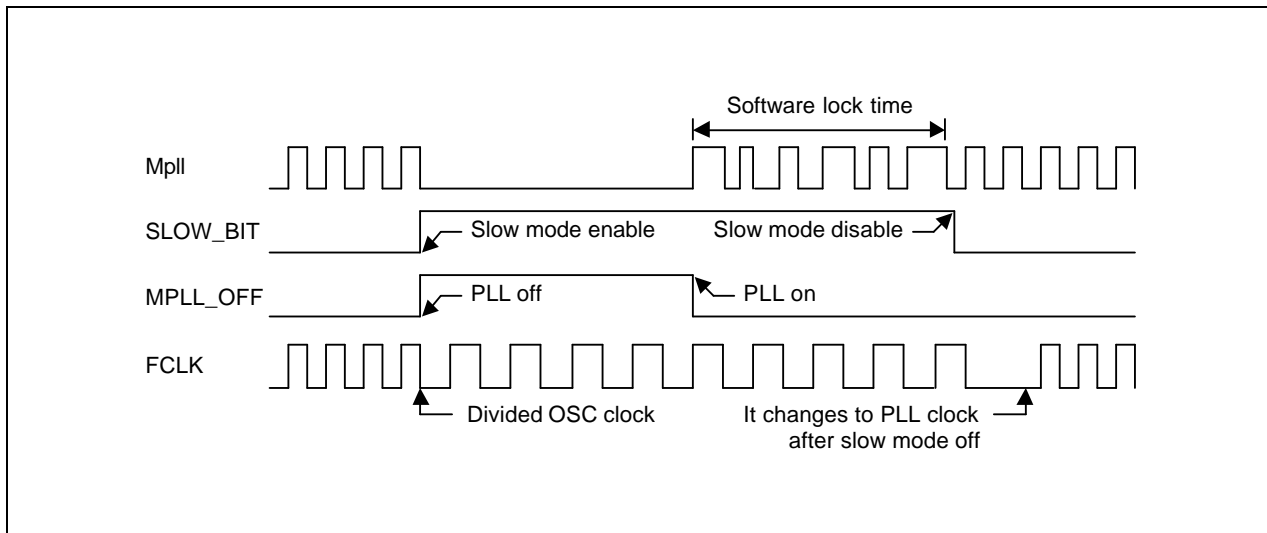 Software lock time
Mpll
SLOW_BIT
Slow mode enable
Slow mode disable
MPLL_OFF
PLL off
PLL on
FCLK
Divided OSC clock
It changes to PLL clock
after slow mode off